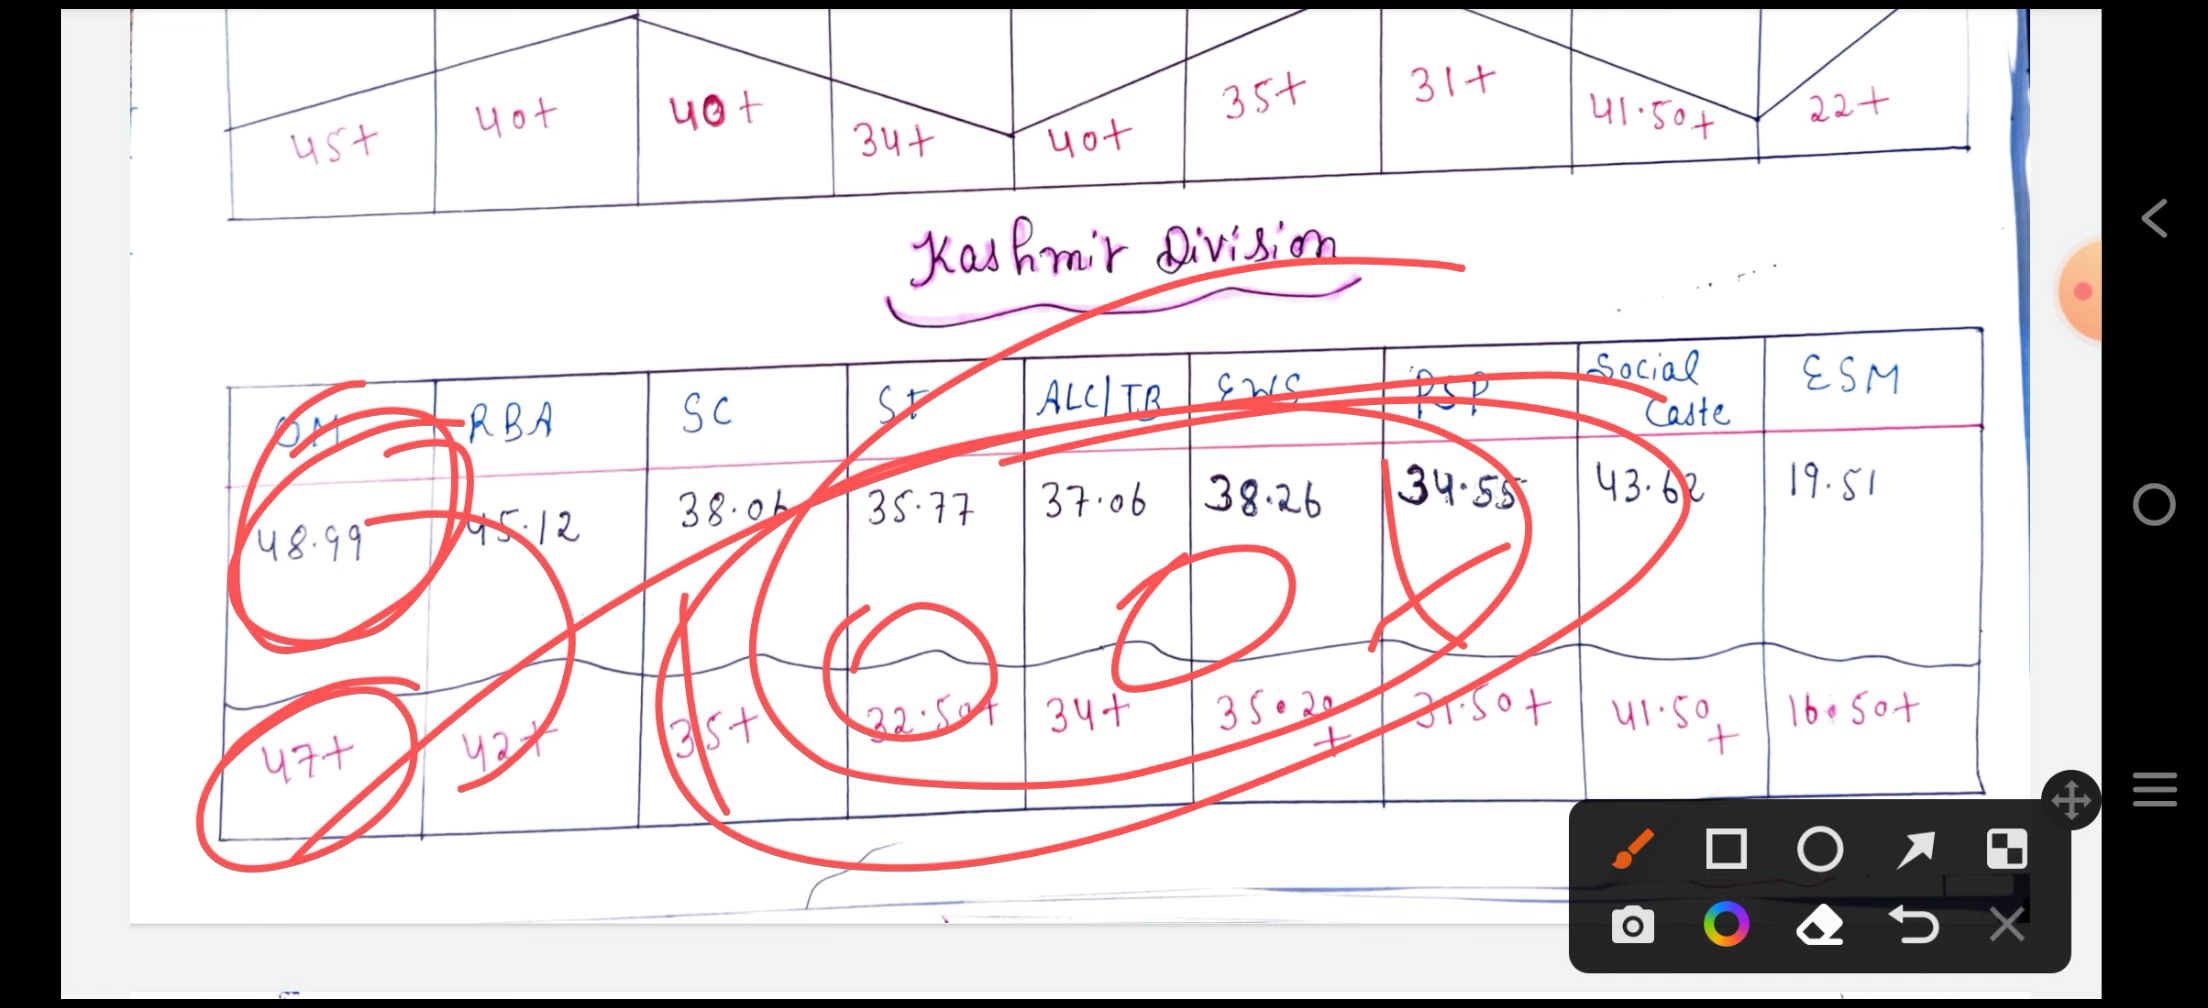 45+ 40+ 40+ 34+ 40+ 35+ 31+ 41.50+ 22+
Kashmir Division
OM RBA SC ST ALC/IB EWS PSP Social Caste ESM
48.99 45.12 38.06 35.77 37.06 38.26 34.55 43.62 19.51
47+ 42+ 35+ 32.50+ 34+ 35.20+ 31.50+ 41.50+ 16.50+